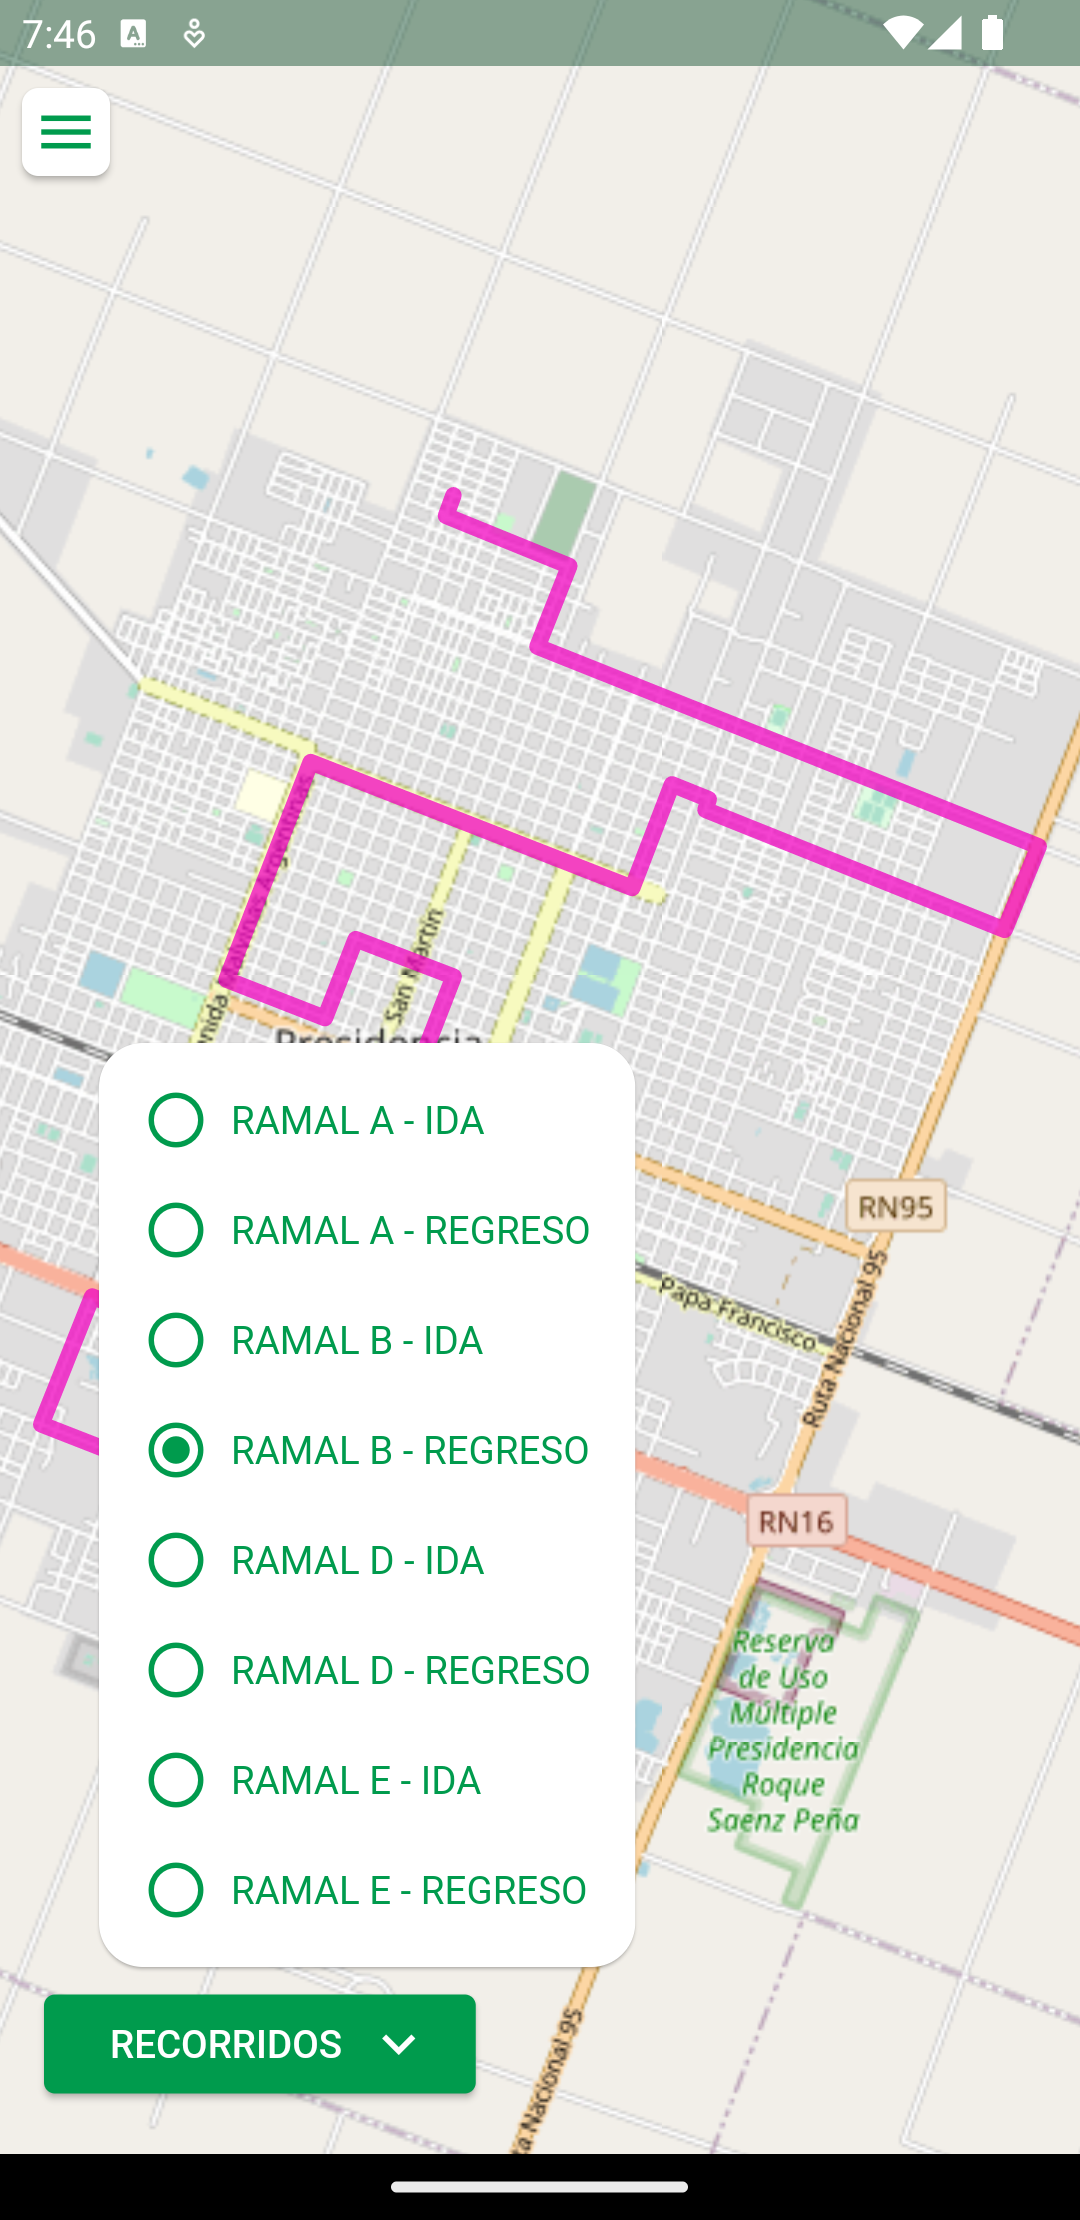 7:46
A
Malvinas Argentinas
San Martín
enida
Presidencia
RAMAL A - IDA
RAMAL A - REGRESO
RN95
RAMAL B - IDA
Papa Francisco
Ruta Nacional 95
RAMAL B - REGRESO
RN16
RAMAL D - IDA
RAMAL D - REGRESO
Reserva
de Uso
Múltiple
Presidencia
Roque
Saenz Peña
RAMAL E - IDA
RAMAL E - REGRESO
RECORRIDOS
ta Nacional 95